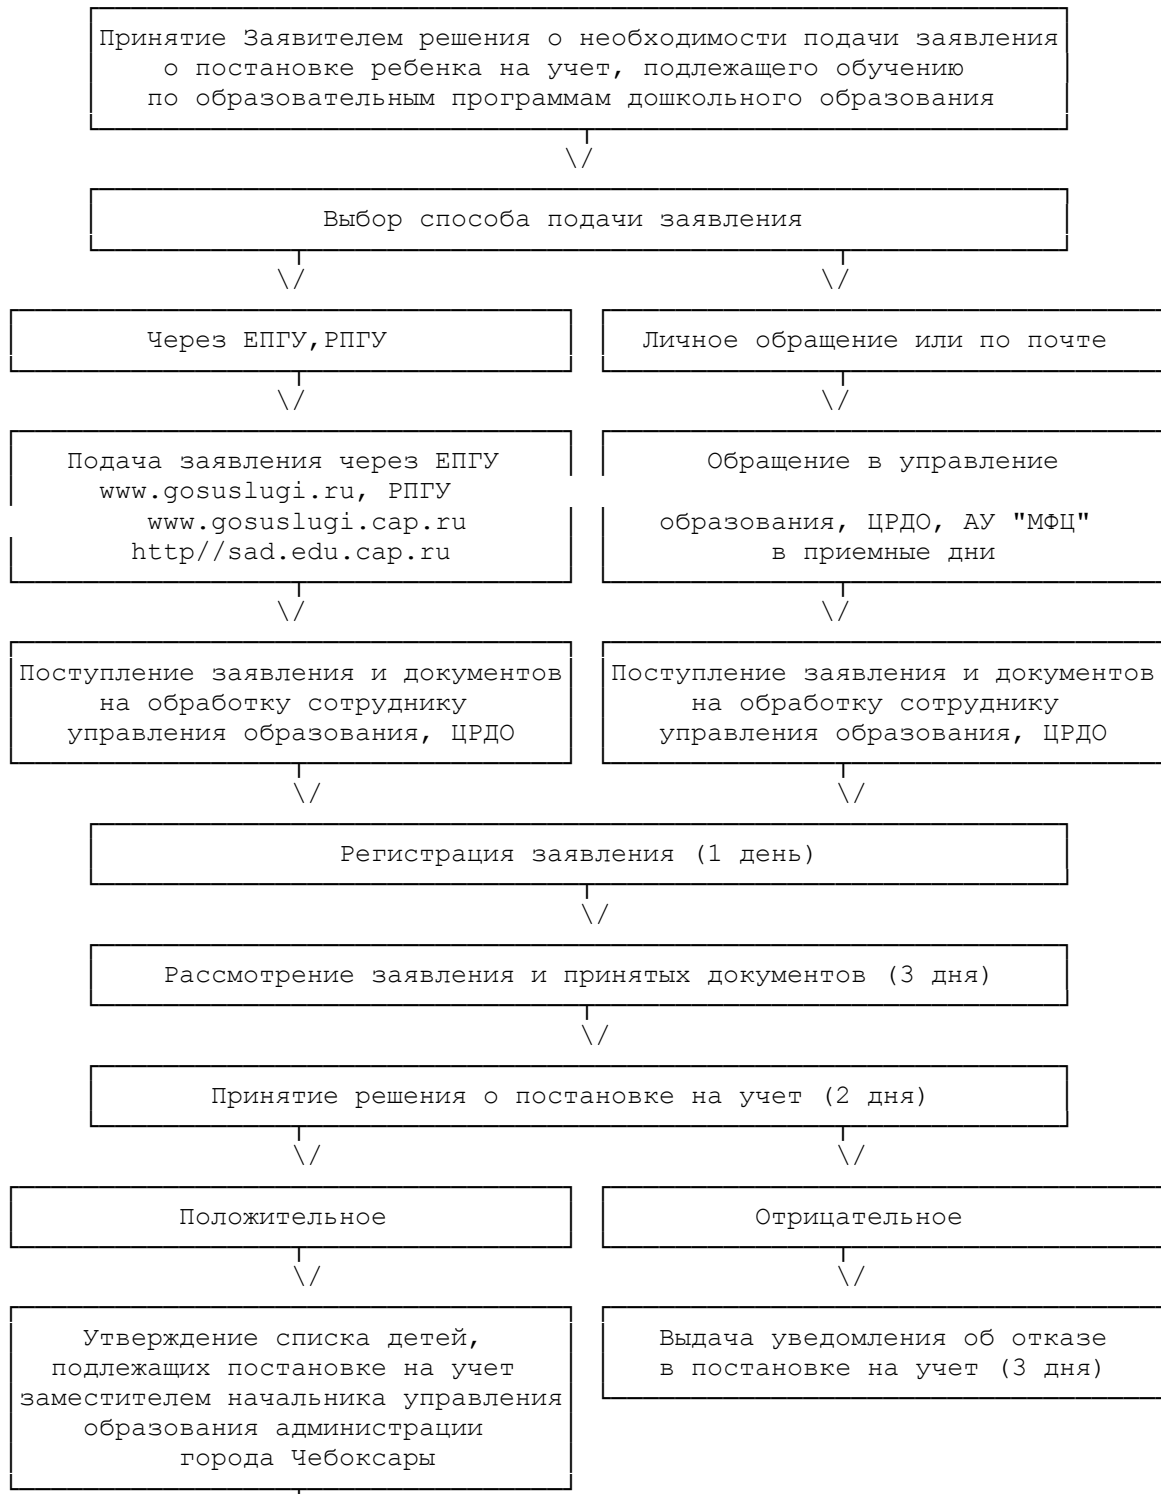 Принятие Заявителем решения о необходимости подачи заявления
о постановке ребенка на учет, подлежащего обучению
по образовательным программам дошкольного образования
Выбор способа подачи заявления
Через ЕПГУ,РПГУ
Личное обращение или по почте
Подача заявления через ЕПГУ
www.gosuslugi.ru, РПГУ
www.gosuslugi.cap.ru
http//sad.edu.cap.ru
Обращение в управление
образования, ЦРДО, АУ "МФЦ"
в приемные дни
Поступление заявления и документов
на обработку сотруднику
управления образования, ЦРДО
Поступление заявления и документов
на обработку сотруднику
управления образования, ЦРДО
Регистрация заявления (1 день)
Рассмотрение заявления и принятых документов (3 дня)
Принятие решения о постановке на учет (2 дня)
Положительное
Отрицательное
Утверждение списка детей,
подлежащих постановке на учет
заместителем начальника управления
образования администрации
города Чебоксары
Выдача уведомления об отказе
в постановке на учет (3 дня)